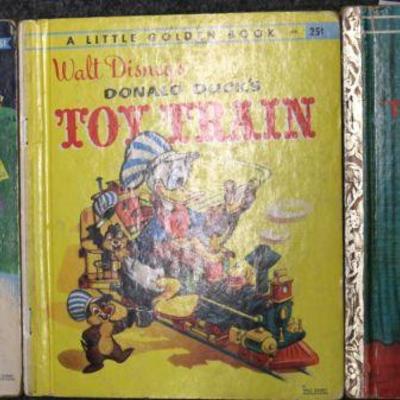 A LITTLE GOLDEN BOOK 25¢
Walt Disney's
DONALD DUCK'S
TOY TRAIN